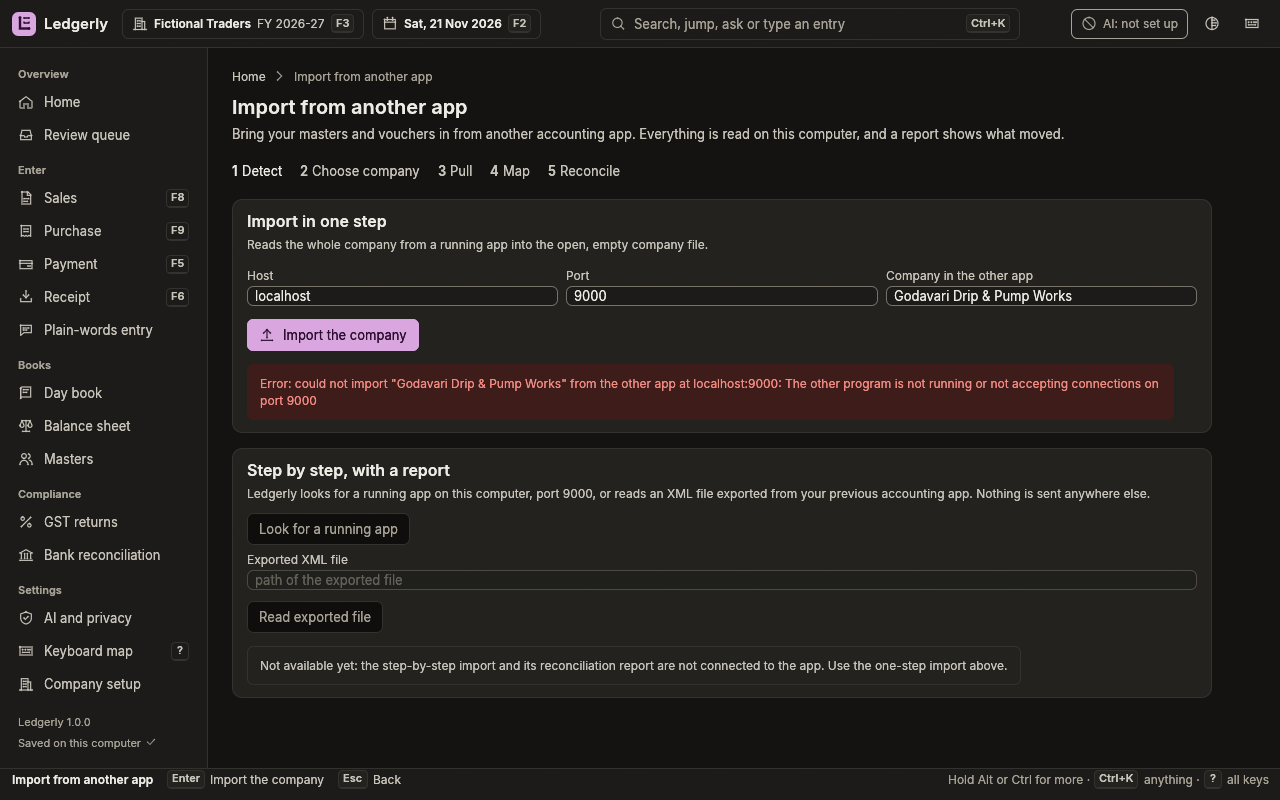 Ledgerly
Fictional Traders FY 2026-27 F3
Sat, 21 Nov 2026 F2
Search, jump, ask or type an entry Ctrl+K
AI: not set up
Overview
Home
Review queue
Enter
Sales F8
Purchase F9
Payment F5
Receipt F6
Plain-words entry
Books
Day book
Balance sheet
Masters
Compliance
GST returns
Bank reconciliation
Settings
AI and privacy
Keyboard map ?
Company setup
Ledgerly 1.0.0
Saved on this computer
Home Import from another app
Import from another app
Bring your masters and vouchers in from another accounting app. Everything is read on this computer, and a report shows what moved.
1 Detect 2 Choose company 3 Pull 4 Map 5 Reconcile
Import in one step
Reads the whole company from a running app into the open, empty company file.
Host Port Company in the other app
localhost 9000 Godavari Drip & Pump Works
Import the company
Error: could not import "Godavari Drip & Pump Works" from the other app at localhost:9000: The other program is not running or not accepting connections on
port 9000
Step by step, with a report
Ledgerly looks for a running app on this computer, port 9000, or reads an XML file exported from your previous accounting app. Nothing is sent anywhere else.
Look for a running app
Exported XML file
path of the exported file
Read exported file
Not available yet: the step-by-step import and its reconciliation report are not connected to the app. Use the one-step import above.
Import from another app Enter Import the company Esc Back
Hold Alt or Ctrl for more · Ctrl+K anything · ? all keys